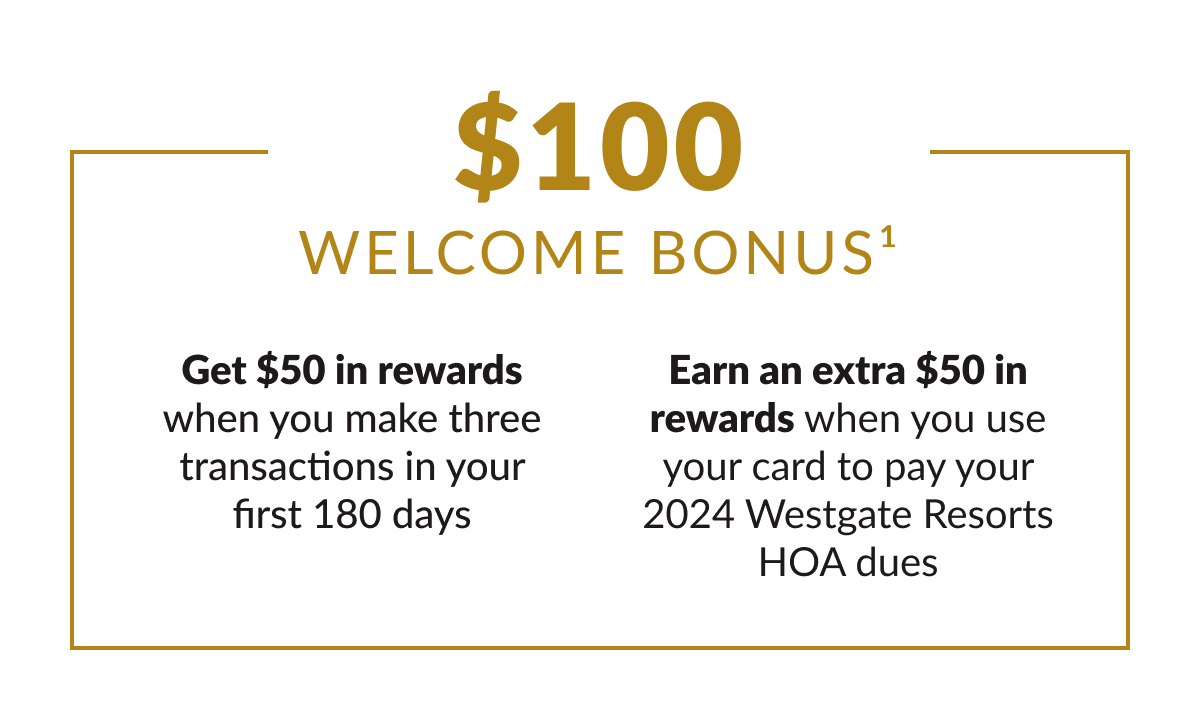 $100
WELCOME BONUS¹
Get $50 in rewards
when you make three
transactions in your
first 180 days
Earn an extra $50 in
rewards when you use
your card to pay your
2024 Westgate Resorts
HOA dues